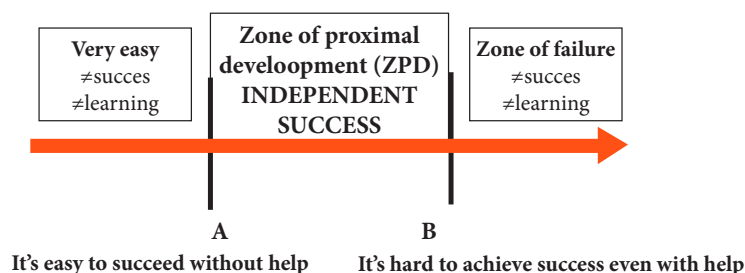 Very easy
≠succes
≠learning
Zone of proximal
develoopment (ZPD)
INDEPENDENT
SUCCESS
Zone of failure
≠succes
≠learning
A
B
It's easy to succeed without help
It's hard to achieve success even with help